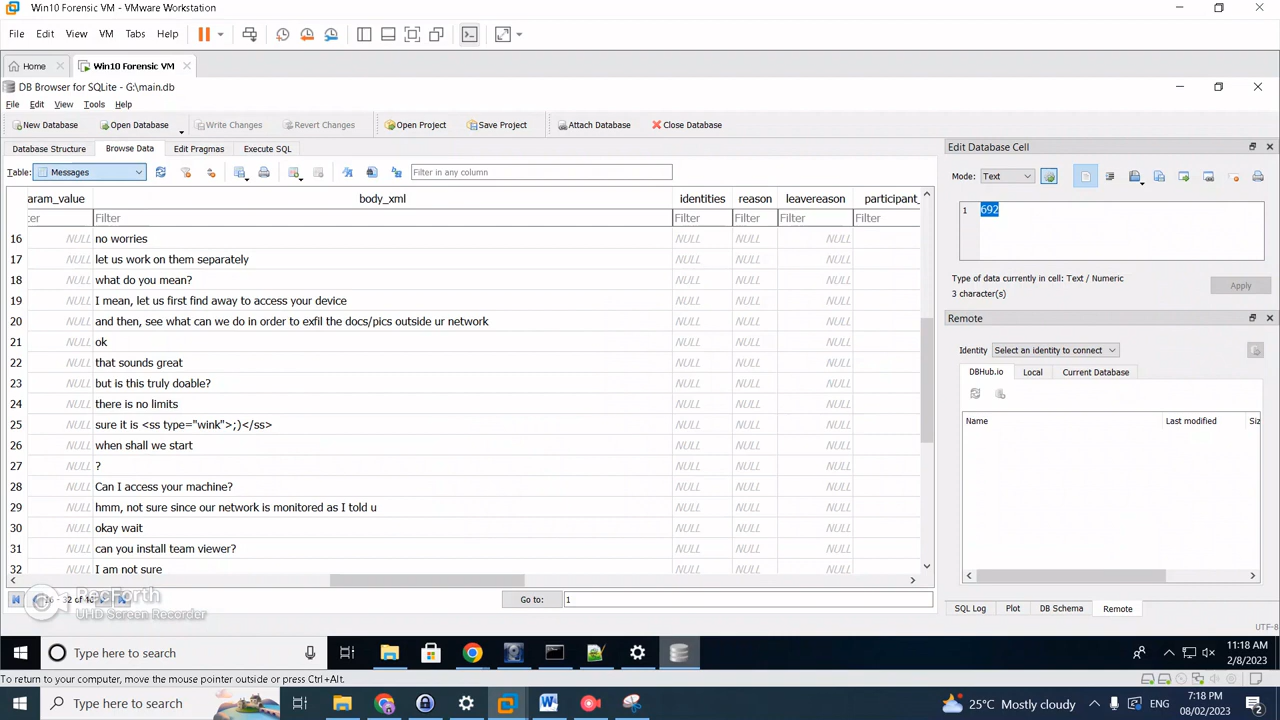 Win10 Forensic VM - VMware Workstation
File Edit View VM Tabs Help
Home Win10 Forensic VM
DB Browser for SQLite - G:\main.db
File Edit View Tools Help
New Database Open Database Write Changes Revert Changes Open Project Save Project Attach Database Close Database
Database Structure Browse Data Edit Pragmas Execute SQL
Table: Messages Filter in any column
aram_value body_xml identities reason leavereason participant_
ter Filter Filter Filter Filter Filter
16 NULL no worries NULL NULL NULL
17 NULL let us work on them separately NULL NULL NULL
18 NULL what do you mean? NULL NULL NULL
19 NULL I mean, let us first find away to access your device NULL NULL NULL
20 NULL and then, see what can we do in order to exfil the docs/pics outside ur network NULL NULL NULL
21 NULL ok NULL NULL NULL
22 NULL that sounds great NULL NULL NULL
23 NULL but is this truly doable? NULL NULL NULL
24 NULL there is no limits NULL NULL NULL
25 NULL sure it is <ss type="wink">;)</ss> NULL NULL NULL
26 NULL when shall we start NULL NULL NULL
27 NULL ? NULL NULL NULL
28 NULL Can I access your machine? NULL NULL NULL
29 NULL hmm, not sure since our network is monitored as I told u NULL NULL NULL
30 NULL okay wait NULL NULL NULL
31 NULL can you install team viewer? NULL NULL NULL
32 NULL I am not sure NULL NULL NULL
RecForth
UHD Screen Recorder
Go to: 1
Edit Database Cell
Mode: Text
1 692
Type of data currently in cell: Text / Numeric
3 character(s)
Apply
Remote
Identity Select an identity to connect
DBHub.io Local Current Database
Name Last modified Siz
SQL Log Plot DB Schema Remote
UTF-8
Type here to search
11:18 AM
2/8/2023
To return to your computer, move the mouse pointer outside or press Ctrl+Alt.
Type here to search
25°C Mostly cloudy
ENG
7:18 PM
08/02/2023
2